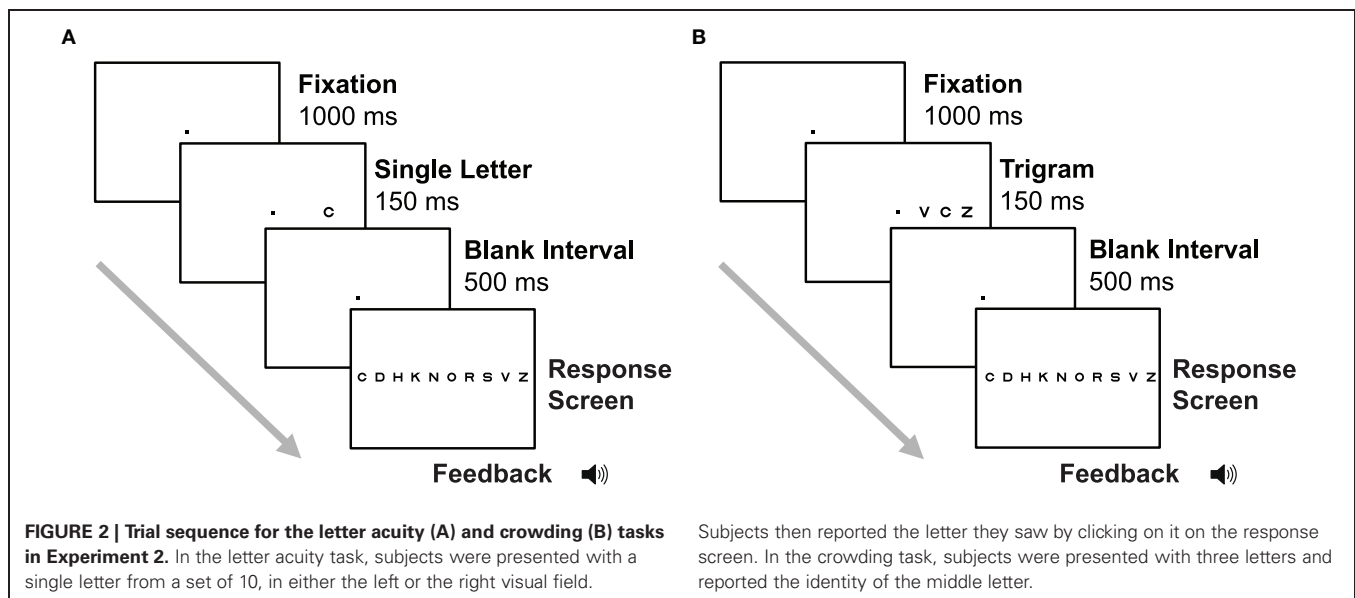 A
Fixation
1000 ms
Single Letter
150 ms
C
Blank Interval
500 ms
C D H K N O R S V Z
Response
Screen
Feedback
B
Fixation
1000 ms
Trigram
150 ms
V C Z
Blank Interval
500 ms
C D H K N O R S V Z
Response
Screen
Feedback
FIGURE 2 | Trial sequence for the letter acuity (A) and crowding (B) tasks
in Experiment 2. In the letter acuity task, subjects were presented with a
single letter from a set of 10, in either the left or the right visual field.
Subjects then reported the letter they saw by clicking on it on the response
screen. In the crowding task, subjects were presented with three letters and
reported the identity of the middle letter.